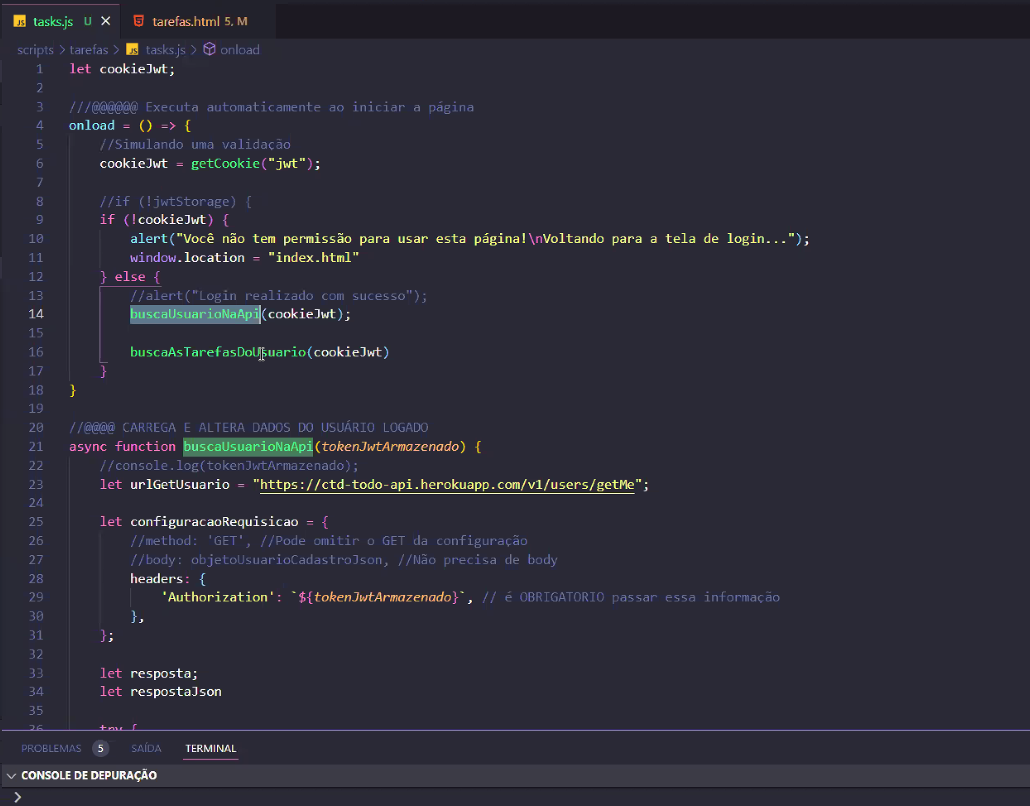 tasks.js U ×
tarefas.html 5, M
scripts > tarefas > tasks.js > onload
1 let cookieJwt;
2
3 ///@@@@@@ Executa automaticamente ao iniciar a página
4 onload = () => {
5 //Simulando uma validação
6 cookieJwt = getCookie("jwt");
7
8 //if (!jwtStorage) {
9 if (!cookieJwt) {
10 alert("Você não tem permissão para usar esta página!\nVoltando para a tela de login...");
11 window.location = "index.html"
12 } else {
13 //alert("Login realizado com sucesso");
14 buscaUsuarioNaApi(cookieJwt);
15
16 buscaAsTarefasDoUsuario(cookieJwt)
17 }
18 }
19
20 //@@@@ CARREGA E ALTERA DADOS DO USUÁRIO LOGADO
21 async function buscaUsuarioNaApi(tokenJwtArmazenado) {
22 //console.log(tokenJwtArmazenado);
23 let urlGetUsuario = "https://ctd-todo-api.herokuapp.com/v1/users/getMe";
24
25 let configuracaoRequisicao = {
26 //method: 'GET', //Pode omitir o GET da configuração
27 //body: objetoUsuarioCadastroJson, //Não precisa de body
28 headers: {
29 'Authorization': `${tokenJwtArmazenado}`, // é OBRIGATORIO passar essa informação
30 },
31 };
32
33 let resposta;
34 let respostaJson
35
36 try {
PROBLEMAS 5 SAÍDA TERMINAL
CONSOLE DE DEPURAÇÃO
>